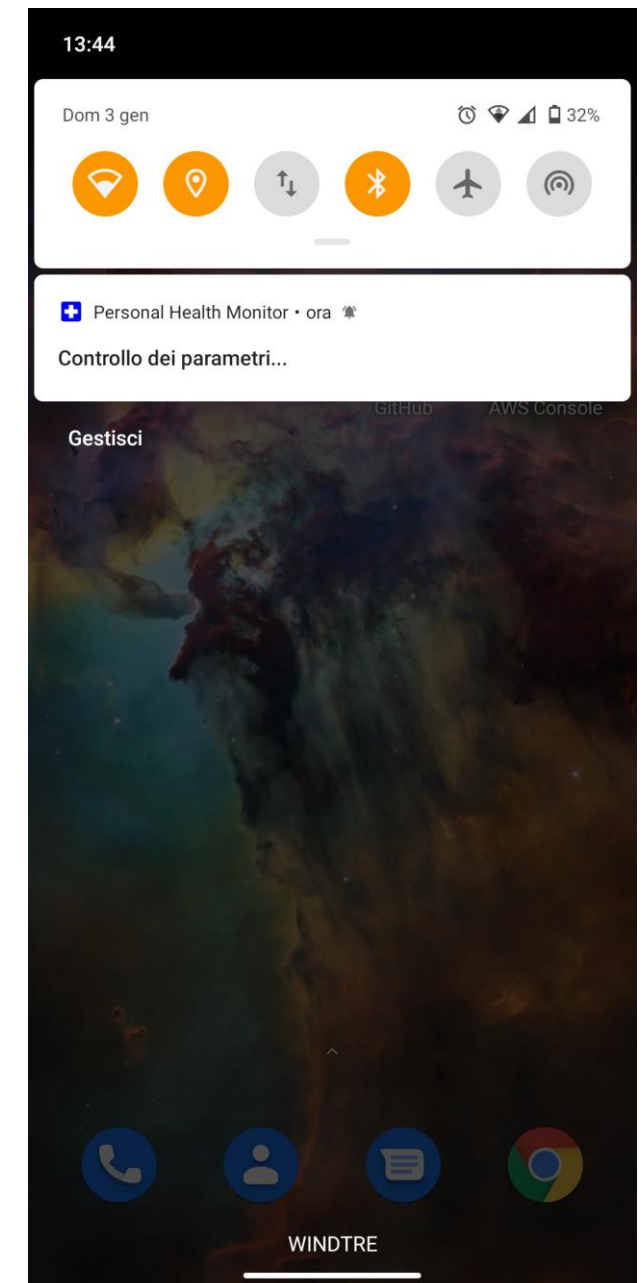 13:44
Dom 3 gen 32%
Personal Health Monitor • ora
Controllo dei parametri...
GitHub AWS Console
Gestisci
WINDTRE